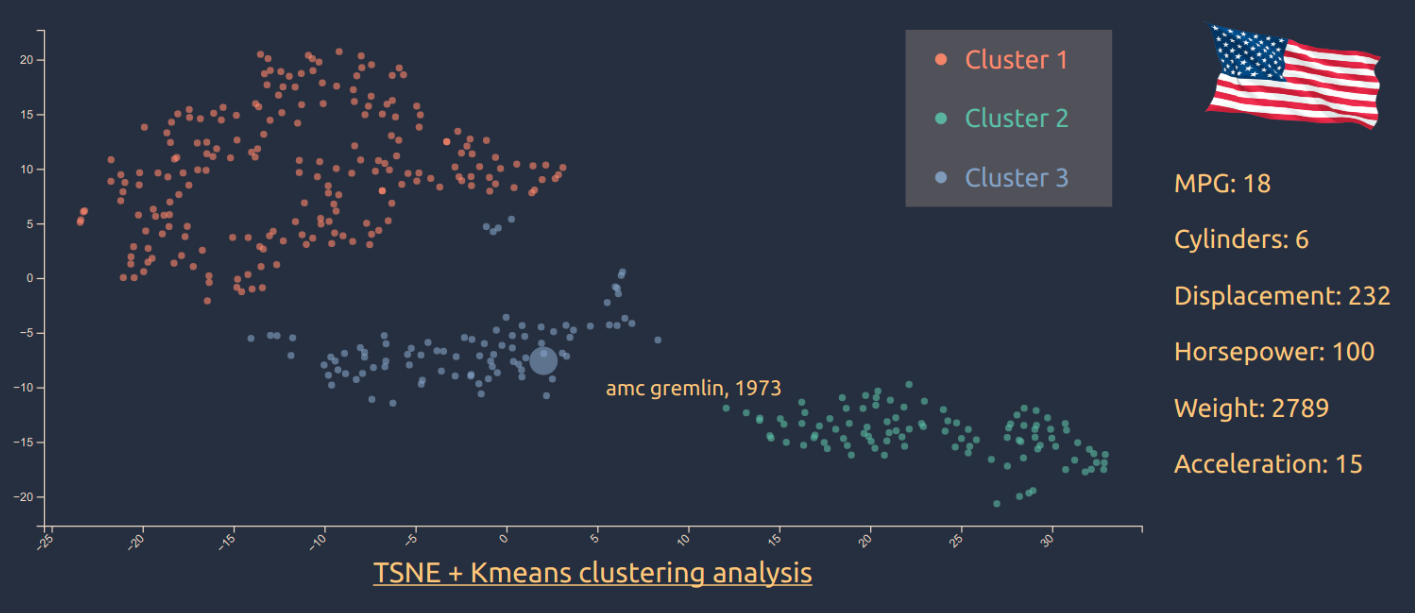 20
15
10
5
0
−5
−10
−15
−20
−25
−20
−15
−10
−5
0
5
10
15
20
25
30
Cluster 1
Cluster 2
Cluster 3
amc gremlin, 1973
MPG: 18
Cylinders: 6
Displacement: 232
Horsepower: 100
Weight: 2789
Acceleration: 15
TSNE + Kmeans clustering analysis